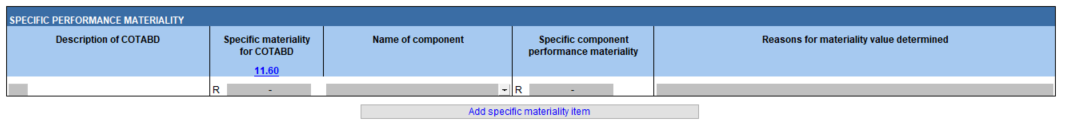 SPECIFIC PERFORMANCE MATERIALITY
Description of COTABD
Specific materiality
for COTABD
11.60
Name of component
Specific component
performance materiality
Reasons for materiality value determined
R - R -
Add specific materiality item